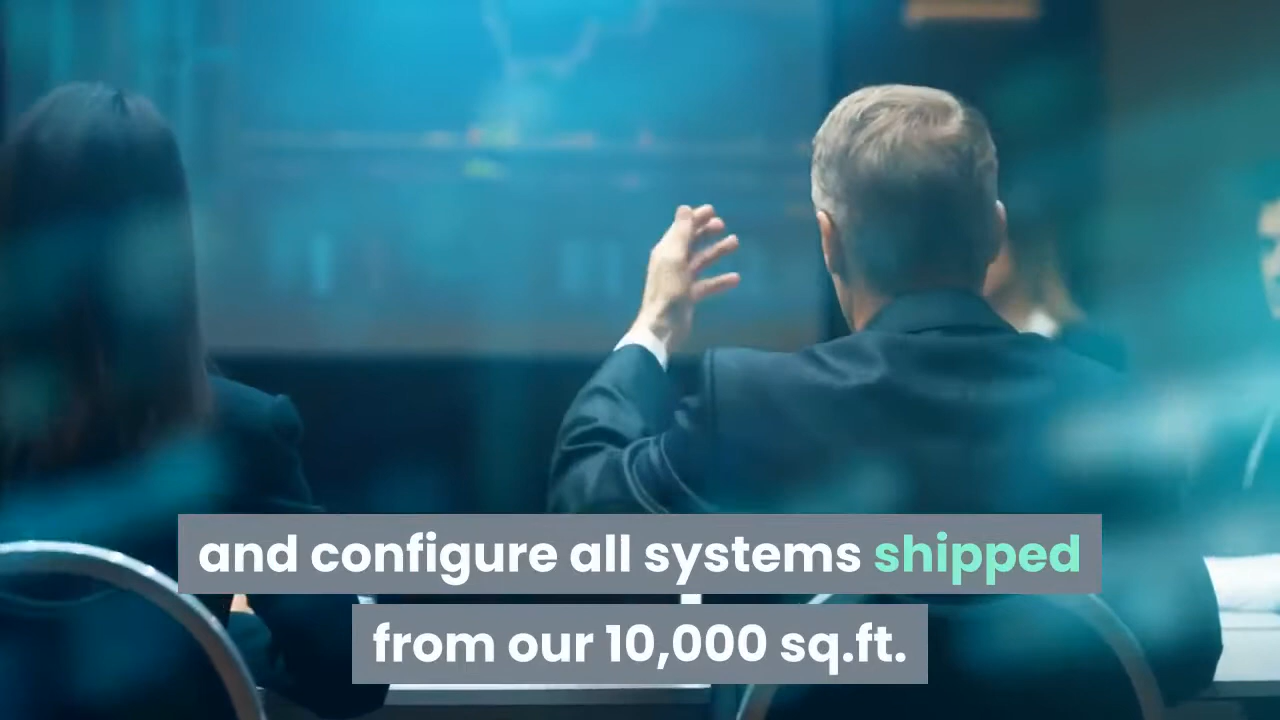 and configure all systems shipped
from our 10,000 sq.ft.